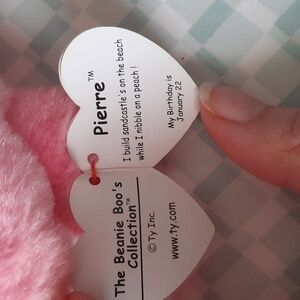 Pierre™
I build sandcastle's on the beach
while I nibble on a peach!
My Birthday is
January 22
The Beanie Boo's
Collection™
© Ty Inc.
www.ty.com